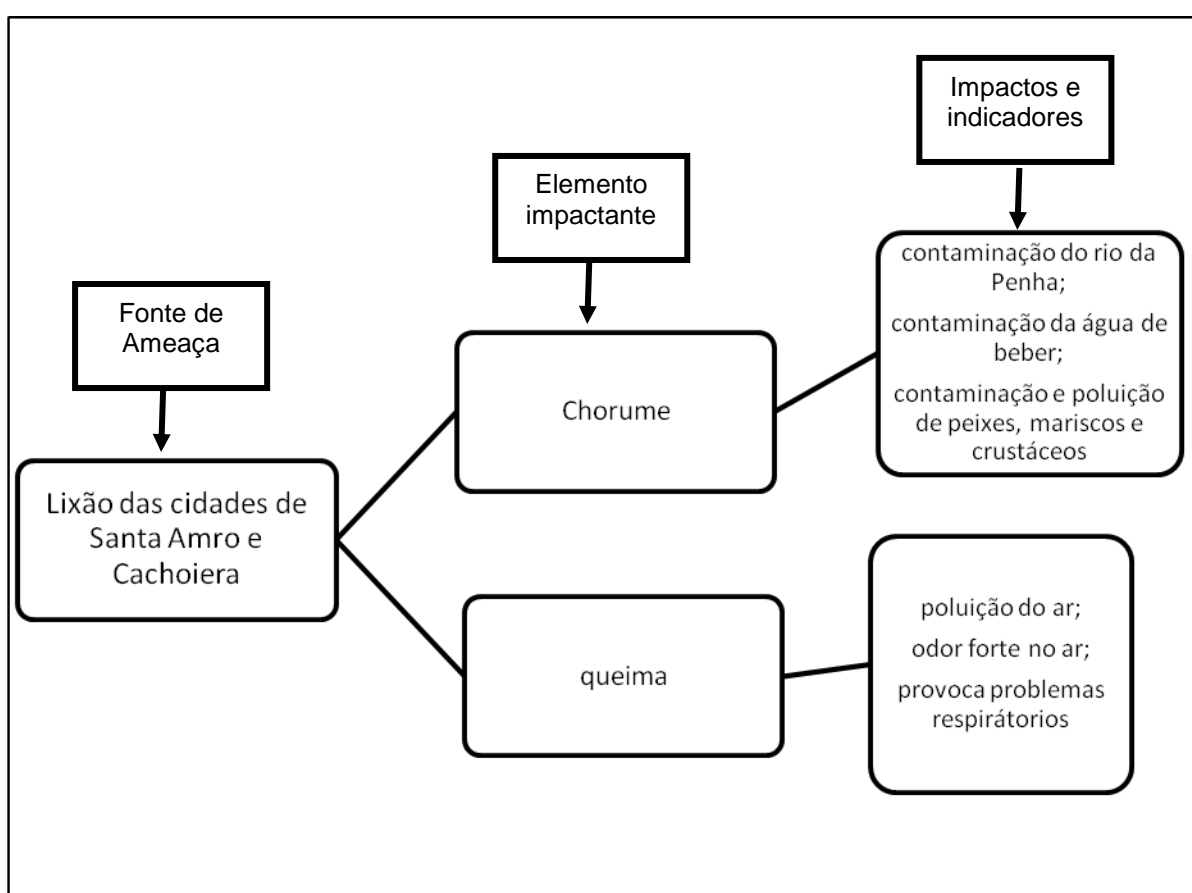 Impactos e
indicadores
Elemento
impactante
Fonte de
Ameaça
contaminação do rio da
Penha;
contaminação da água de
beber;
contaminação e poluição
de peixes, mariscos e
crustáceos
Chorume
Lixão das cidades de
Santa Amro e
Cachoiera
queima
poluição do ar;
odor forte no ar;
provoca problemas
respirátorios